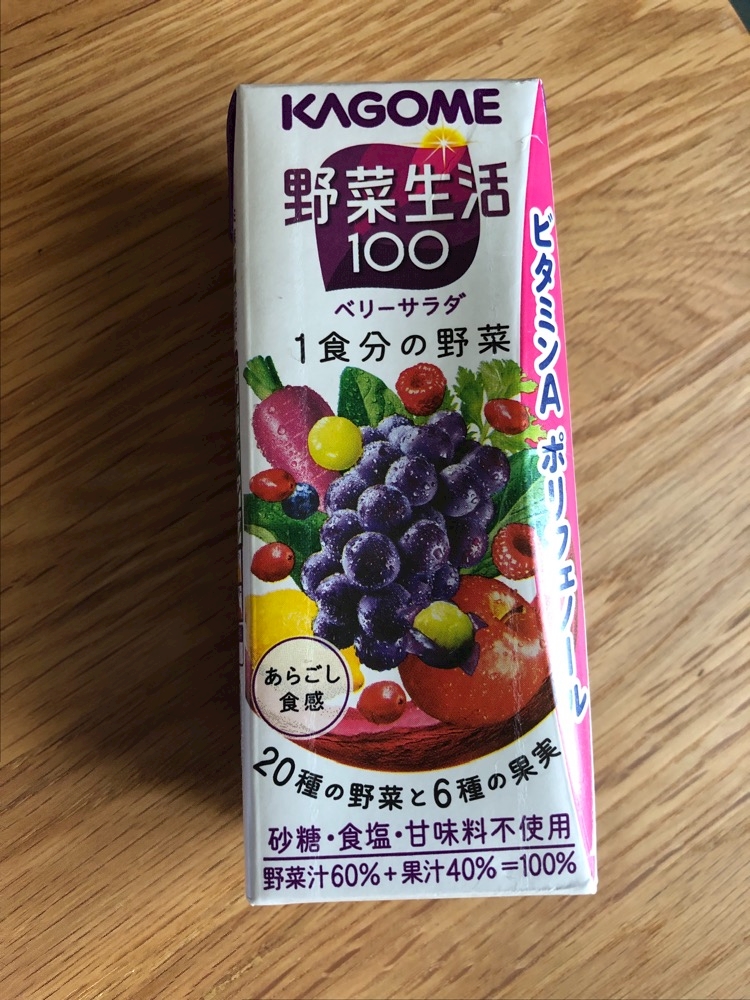 KAGOME
野菜生活
100
ベリーサラダ
1食分の野菜
ビタミンA ポリフェノール
あらごし
食感
20種の野菜と6種の果実
砂糖・食塩・甘味料不使用
野菜汁60%+果汁40%=100%